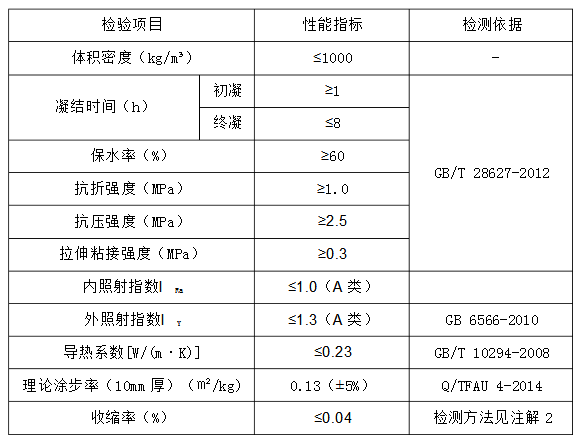 检验项目 性能指标 检测依据
体积密度（kg/m³） ≤1000 -
凝结时间（h） 初凝 ≥1
终凝 ≤8
保水率（%） ≥60
GB/T 28627-2012
抗折强度（MPa） ≥1.0
抗压强度（MPa） ≥2.5
拉伸粘接强度（MPa） ≥0.3
内照射指数I Ra ≤1.0（A 类）
外照射指数I γ ≤1.3（A 类） GB 6566-2010
导热系数[W/(m·K)] ≤0.23 GB/T 10294-2008
理论涂步率（10mm 厚）（m²/kg） 0.13（±5%） Q/TFAU 4-2014
收缩率（%） ≤0.04 检测方法见注解 2